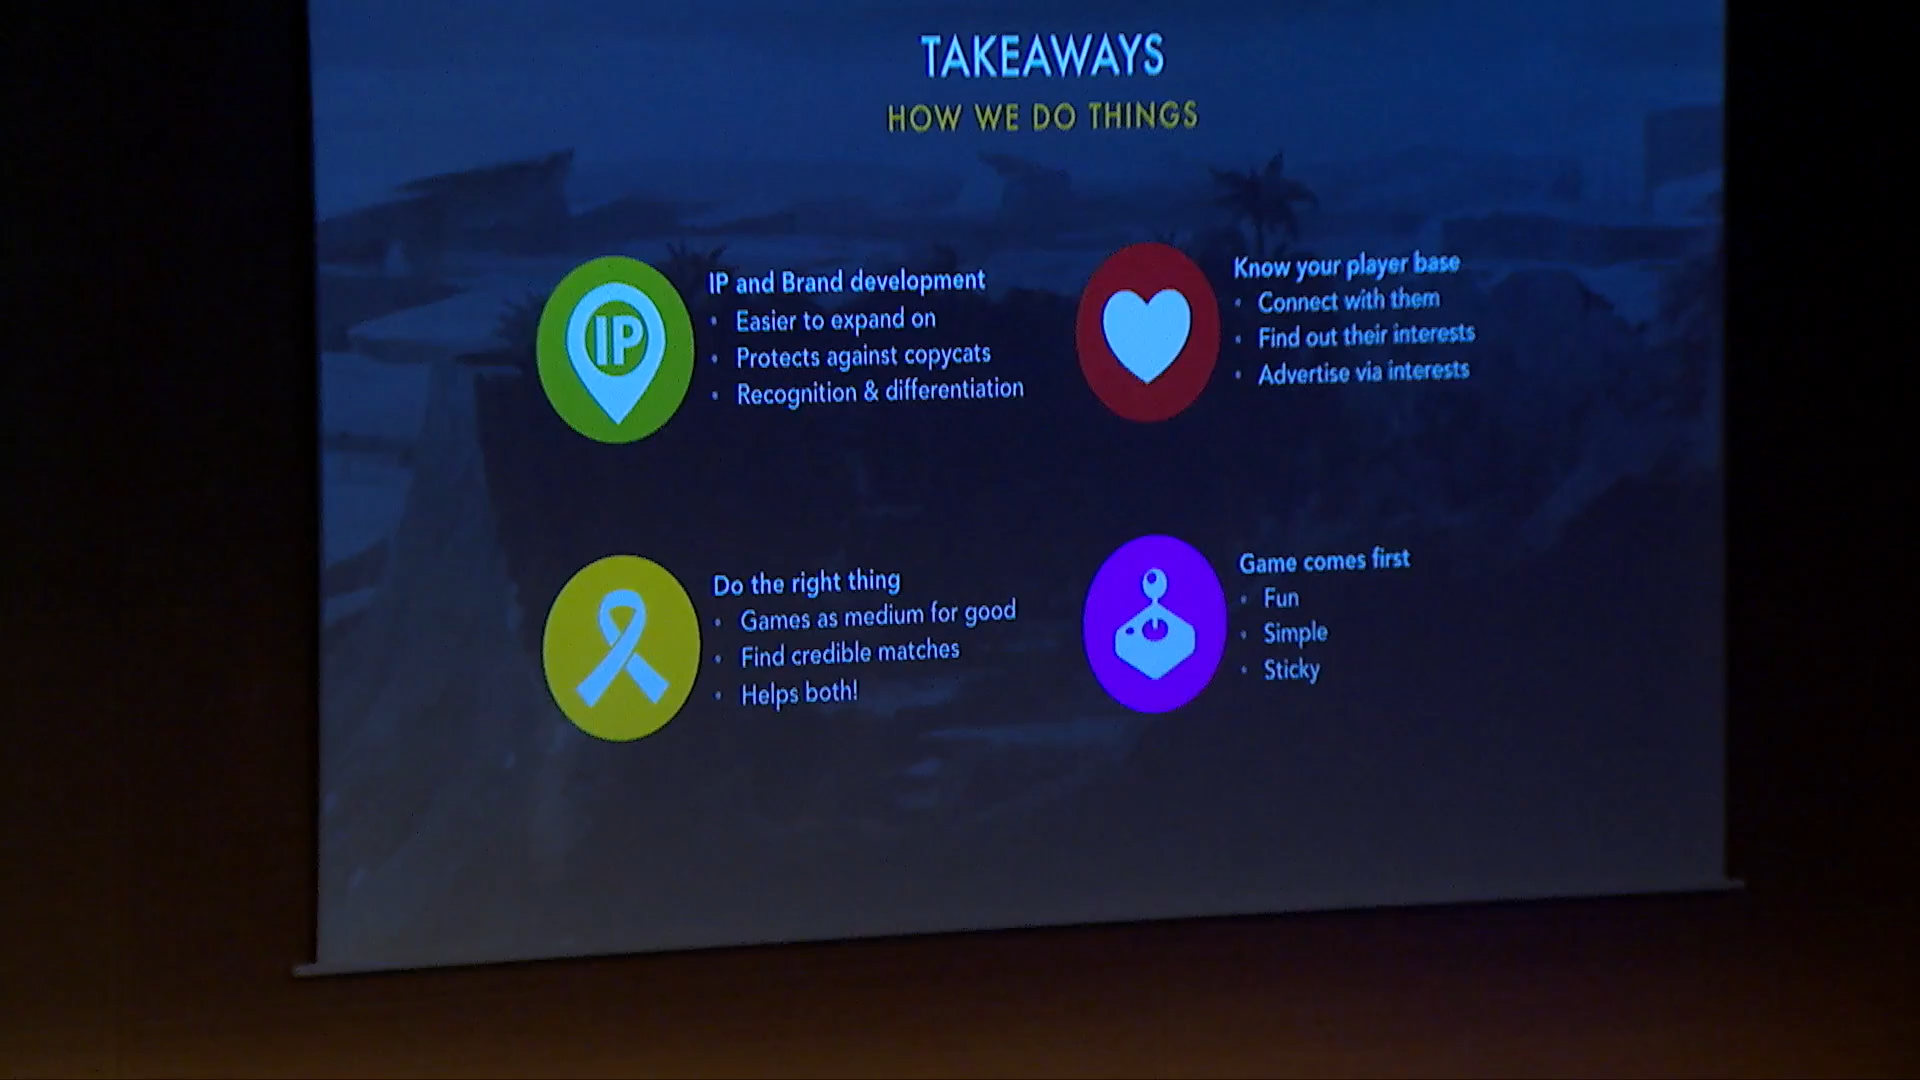 TAKEAWAYS
HOW WE DO THINGS
IP
IP and Brand development
• Easier to expand on
• Protects against copycats
• Recognition & differentiation
Know your player base
• Connect with them
• Find out their interests
• Advertise via interests
Do the right thing
• Games as medium for good
• Find credible matches
• Helps both!
Game comes first
• Fun
• Simple
• Sticky